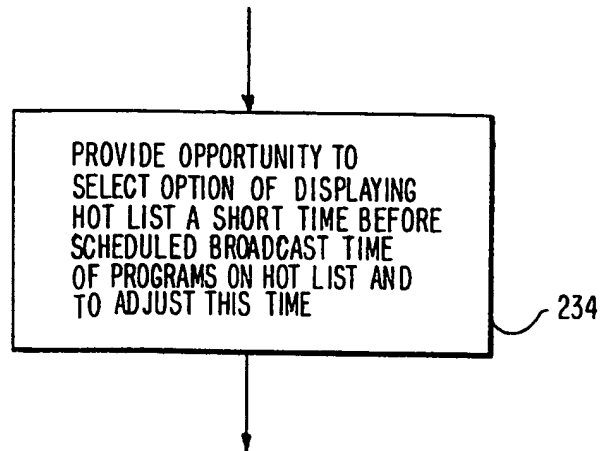 PROVIDE OPPORTUNITY TO
SELECT OPTION OF DISPLAYING
HOT LIST A SHORT TIME BEFORE
SCHEDULED BROADCAST TIME
OF PROGRAMS ON HOT LIST AND
TO ADJUST THIS TIME
234